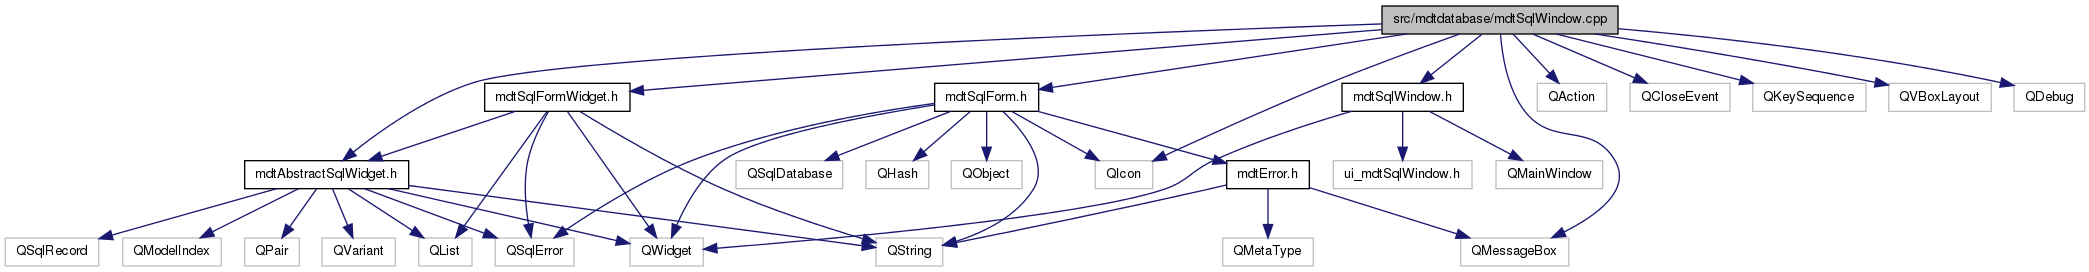 src/mdtdatabase/mdtSqlWindow.cpp
mdtSqlFormWidget.h
mdtSqlForm.h
mdtSqlWindow.h
QAction
QCloseEvent
QKeySequence
QVBoxLayout
QDebug
mdtAbstractSqlWidget.h
QSqlDatabase
QHash
QObject
QIcon
mdtError.h
ui_mdtSqlWindow.h
QMainWindow
QSqlRecord
QModelIndex
QPair
QVariant
QList
QSqlError
QWidget
QString
QMetaType
QMessageBox